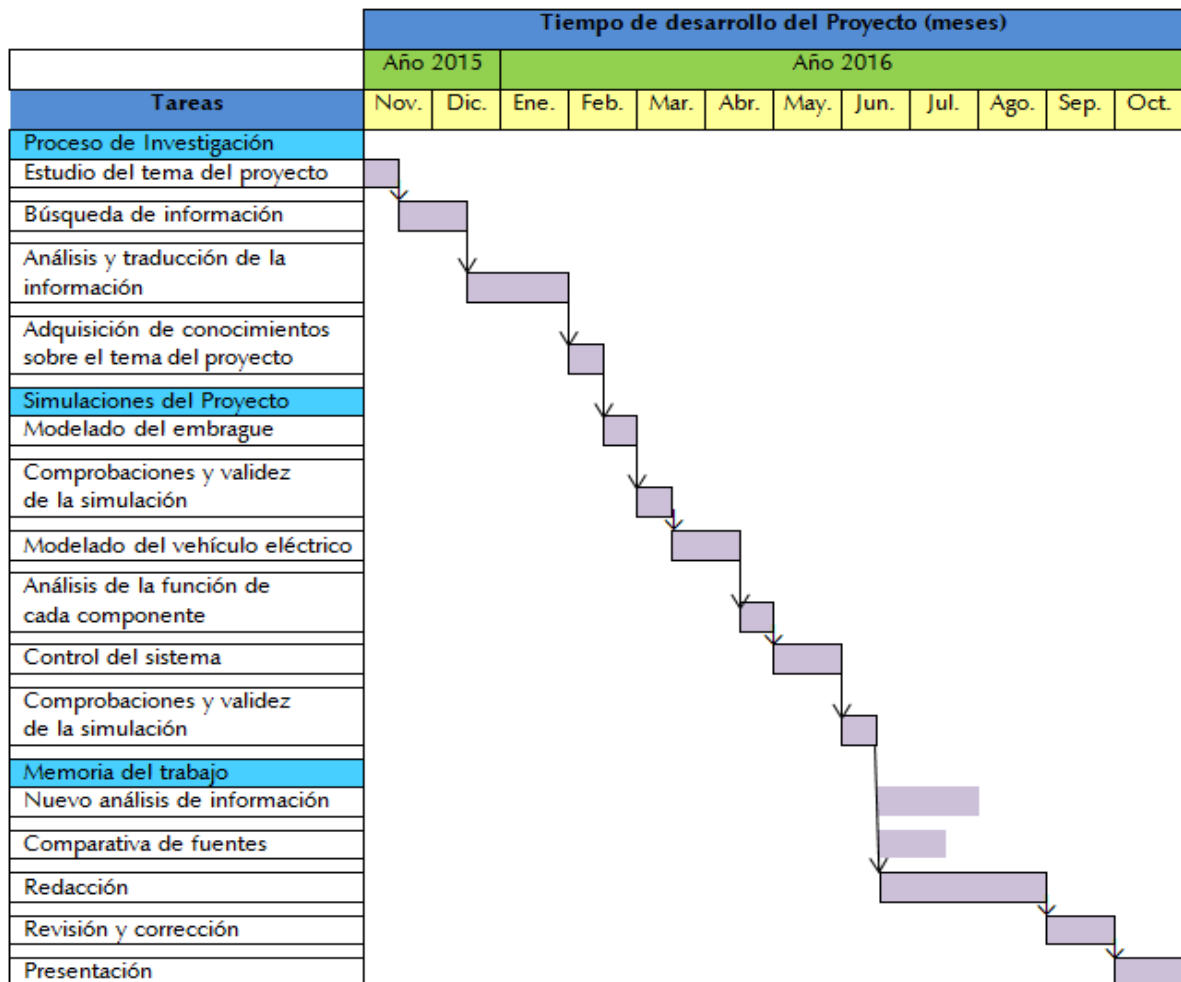 Tiempo de desarrollo del Proyecto (meses)
Año 2015 Año 2016
Tareas Nov. Dic. Ene. Feb. Mar. Abr. May. Jun. Jul. Ago. Sep. Oct.
Proceso de Investigación
Estudio del tema del proyecto
Búsqueda de información
Análisis y traducción de la
información
Adquisición de conocimientos
sobre el tema del proyecto
Simulaciones del Proyecto
Modelado del embrague
Comprobaciones y validez
de la simulación
Modelado del vehículo eléctrico
Análisis de la función de
cada componente
Control del sistema
Comprobaciones y validez
de la simulación
Memoria del trabajo
Nuevo análisis de información
Comparativa de fuentes
Redacción
Revisión y corrección
Presentación